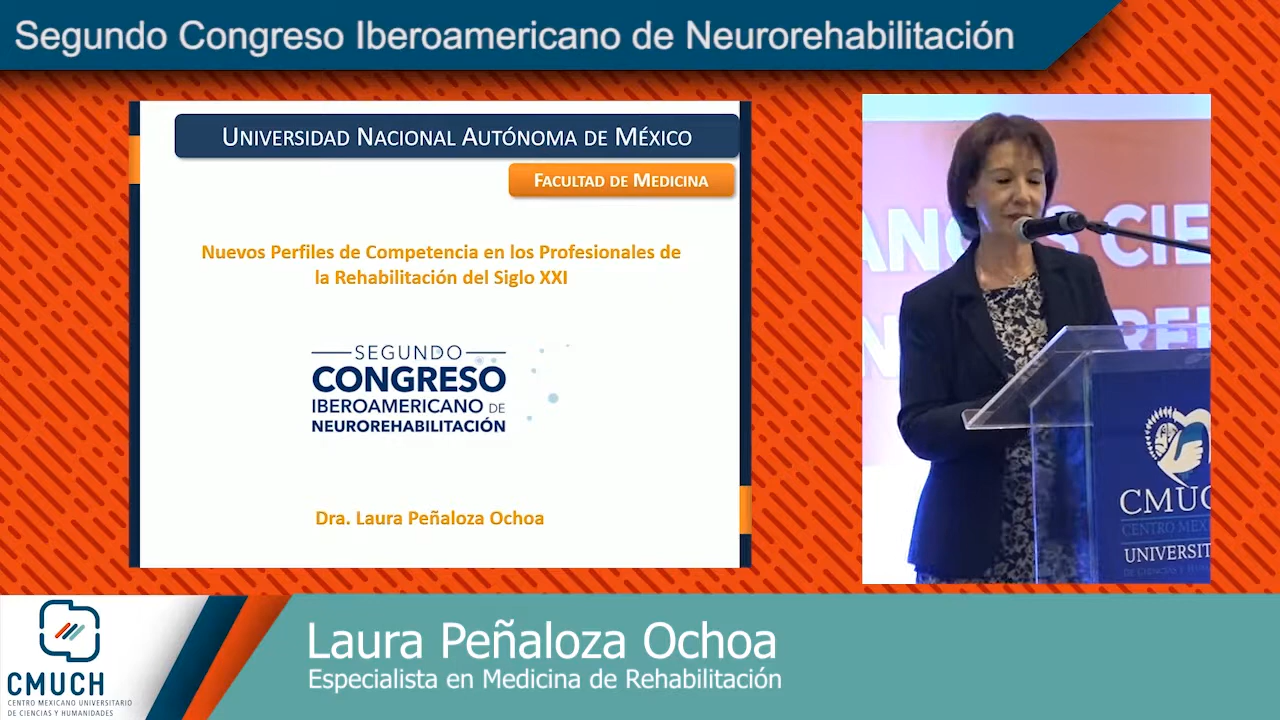 Segundo Congreso Iberoamericano de Neurorehabilitación
UNIVERSIDAD NACIONAL AUTÓNOMA DE MÉXICO
FACULTAD DE MEDICINA
Nuevos Perfiles de Competencia en los Profesionales de
la Rehabilitación del Siglo XXI
SEGUNDO
CONGRESO
IBEROAMERICANO DE
NEUROREHABILITACIÓN
Dra. Laura Peñaloza Ochoa
CMUC
CENTRO MEX
UNIVERSIT
Laura Peñaloza Ochoa
Especialista en Medicina de Rehabilitación
CMUCH
CENTRO MEXICANO UNIVERSITARIO
DE CIENCIAS Y HUMANIDADES